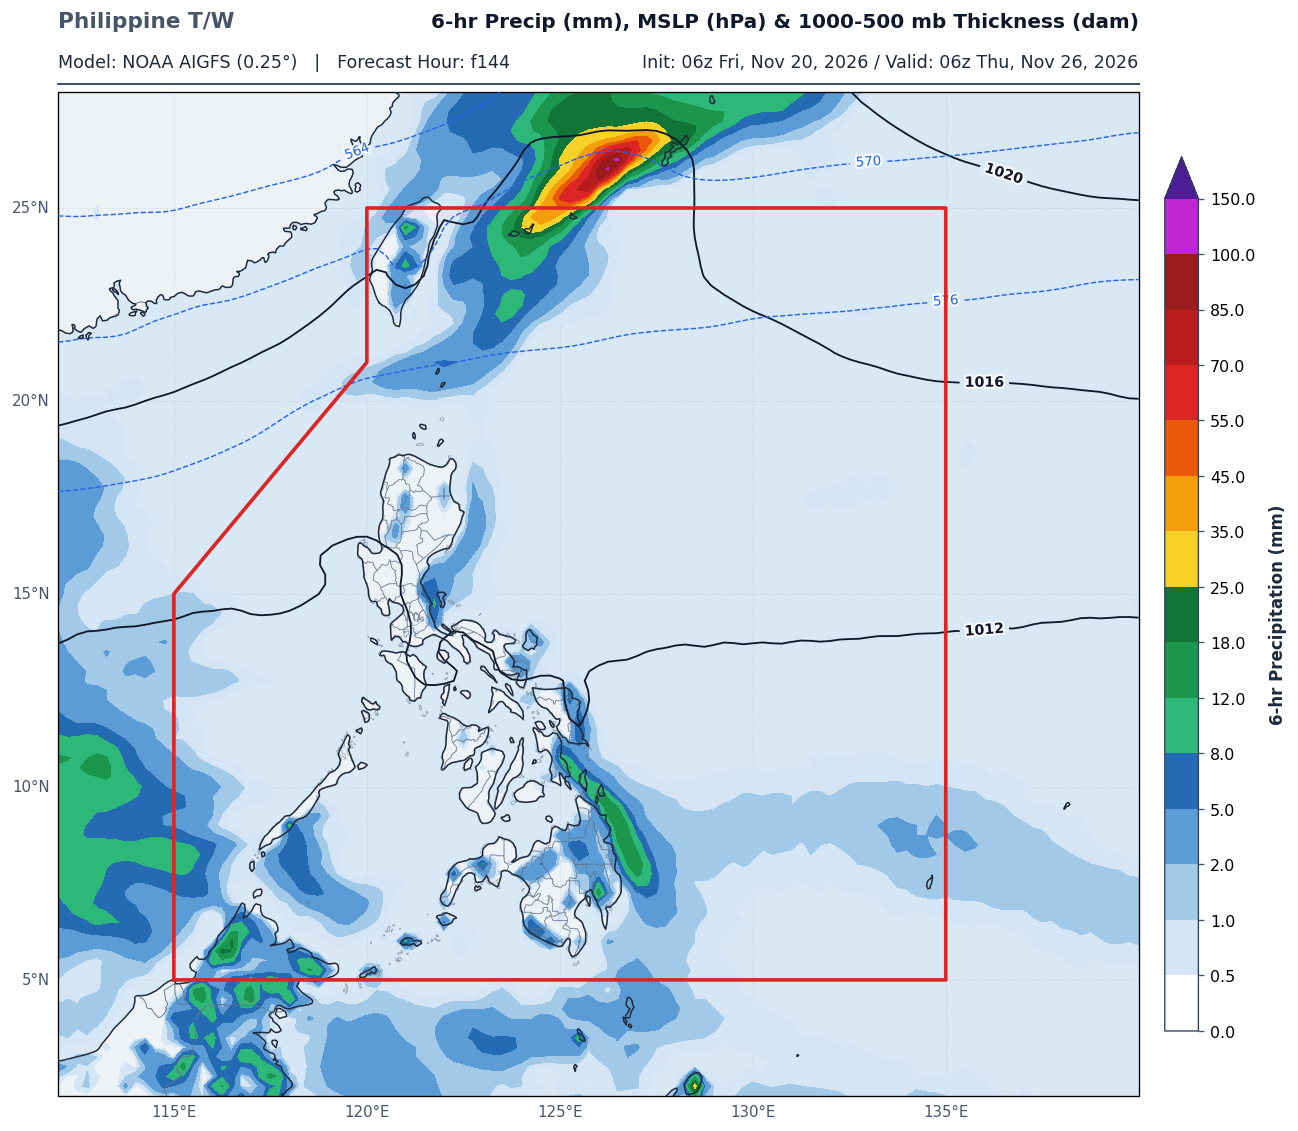 Philippine T/W
6-hr Precip (mm), MSLP (hPa) & 1000-500 mb Thickness (dam)
Model: NOAA AIGFS (0.25°) | Forecast Hour: f144
Init: 06z Fri, Nov 20, 2026 / Valid: 06z Thu, Nov 26, 2026
564
570
1020
25°N
576
1016
20°N
15°N
1012
10°N
5°N
115°E
120°E
125°E
130°E
135°E
150.0
100.0
85.0
70.0
55.0
45.0
35.0
25.0
18.0
12.0
8.0
5.0
2.0
1.0
0.5
0.0
6-hr Precipitation (mm)